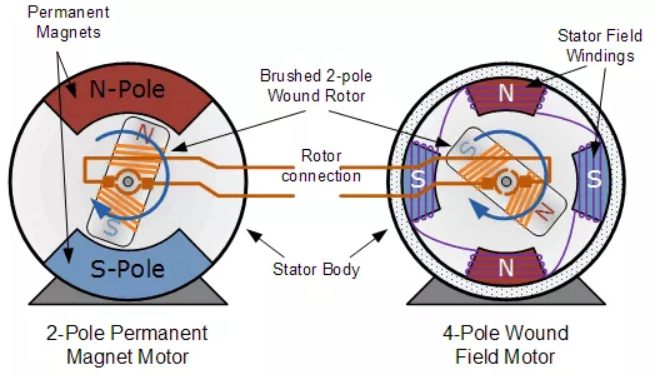 Permanent
Magnets
N-Pole
N
S
S-Pole
2-Pole Permanent
Magnet Motor
Brushed 2-pole
Wound Rotor
Rotor
connection
Stator Body
Stator Field
Windings
N
S
S
S
N
N
4-Pole Wound
Field Motor